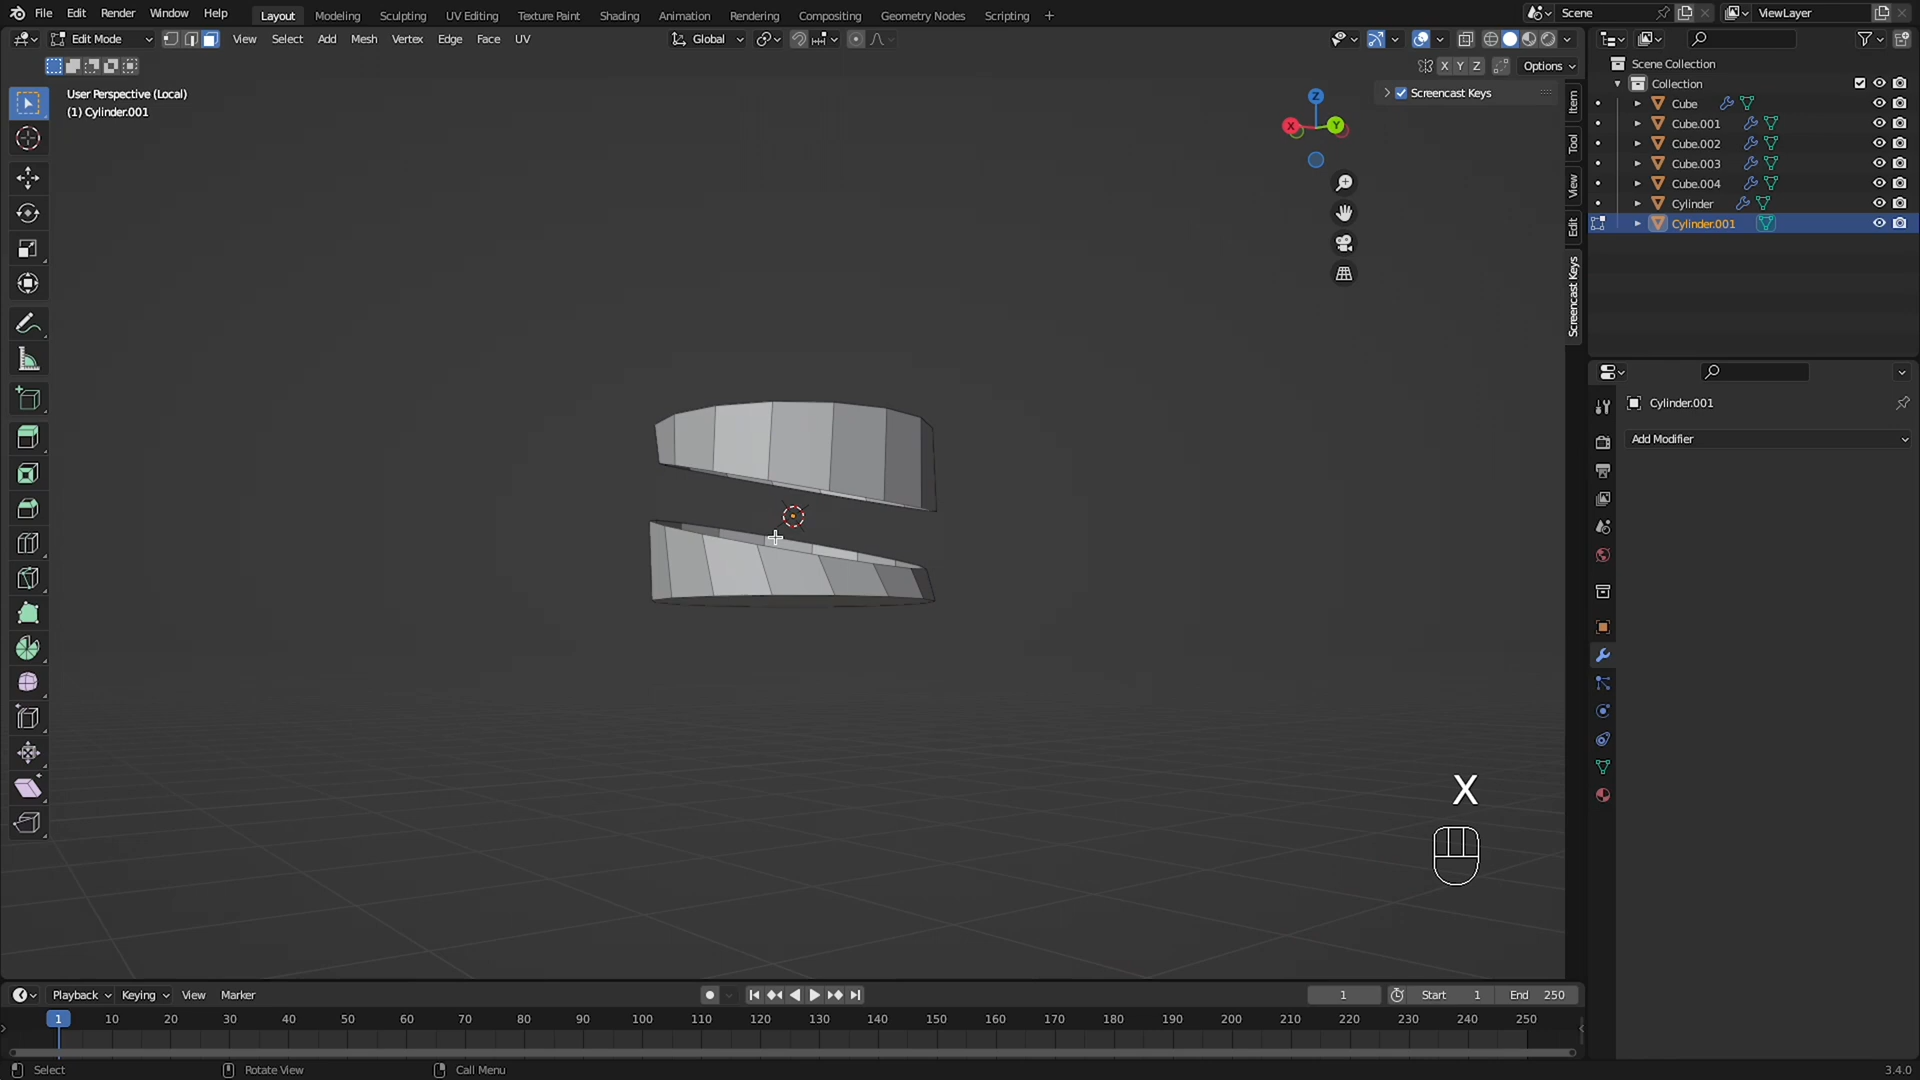 File Edit Render Window Help Layout Modeling Sculpting UV Editing Texture Paint Shading Animation Rendering Compositing Geometry Nodes Scripting + Scene ViewLayer
Edit Mode View Select Add Mesh Vertex Edge Face UV Global
X Y Z Options
User Perspective (Local)
(1) Cylinder.001
Screencast Keys
Z
X
Y
Item
Tool
View
Edit
Screencast Keys
Scene Collection
Collection
Cube
Cube.001
Cube.002
Cube.003
Cube.004
Cylinder
Cylinder.001
Cylinder.001
Add Modifier
X
Playback Keying View Marker 1 Start 1 End 250
1 10 20 30 40 50 60 70 80 90 100 110 120 130 140 150 160 170 180 190 200 210 220 230 240 250
Select Rotate View Call Menu 3.4.0